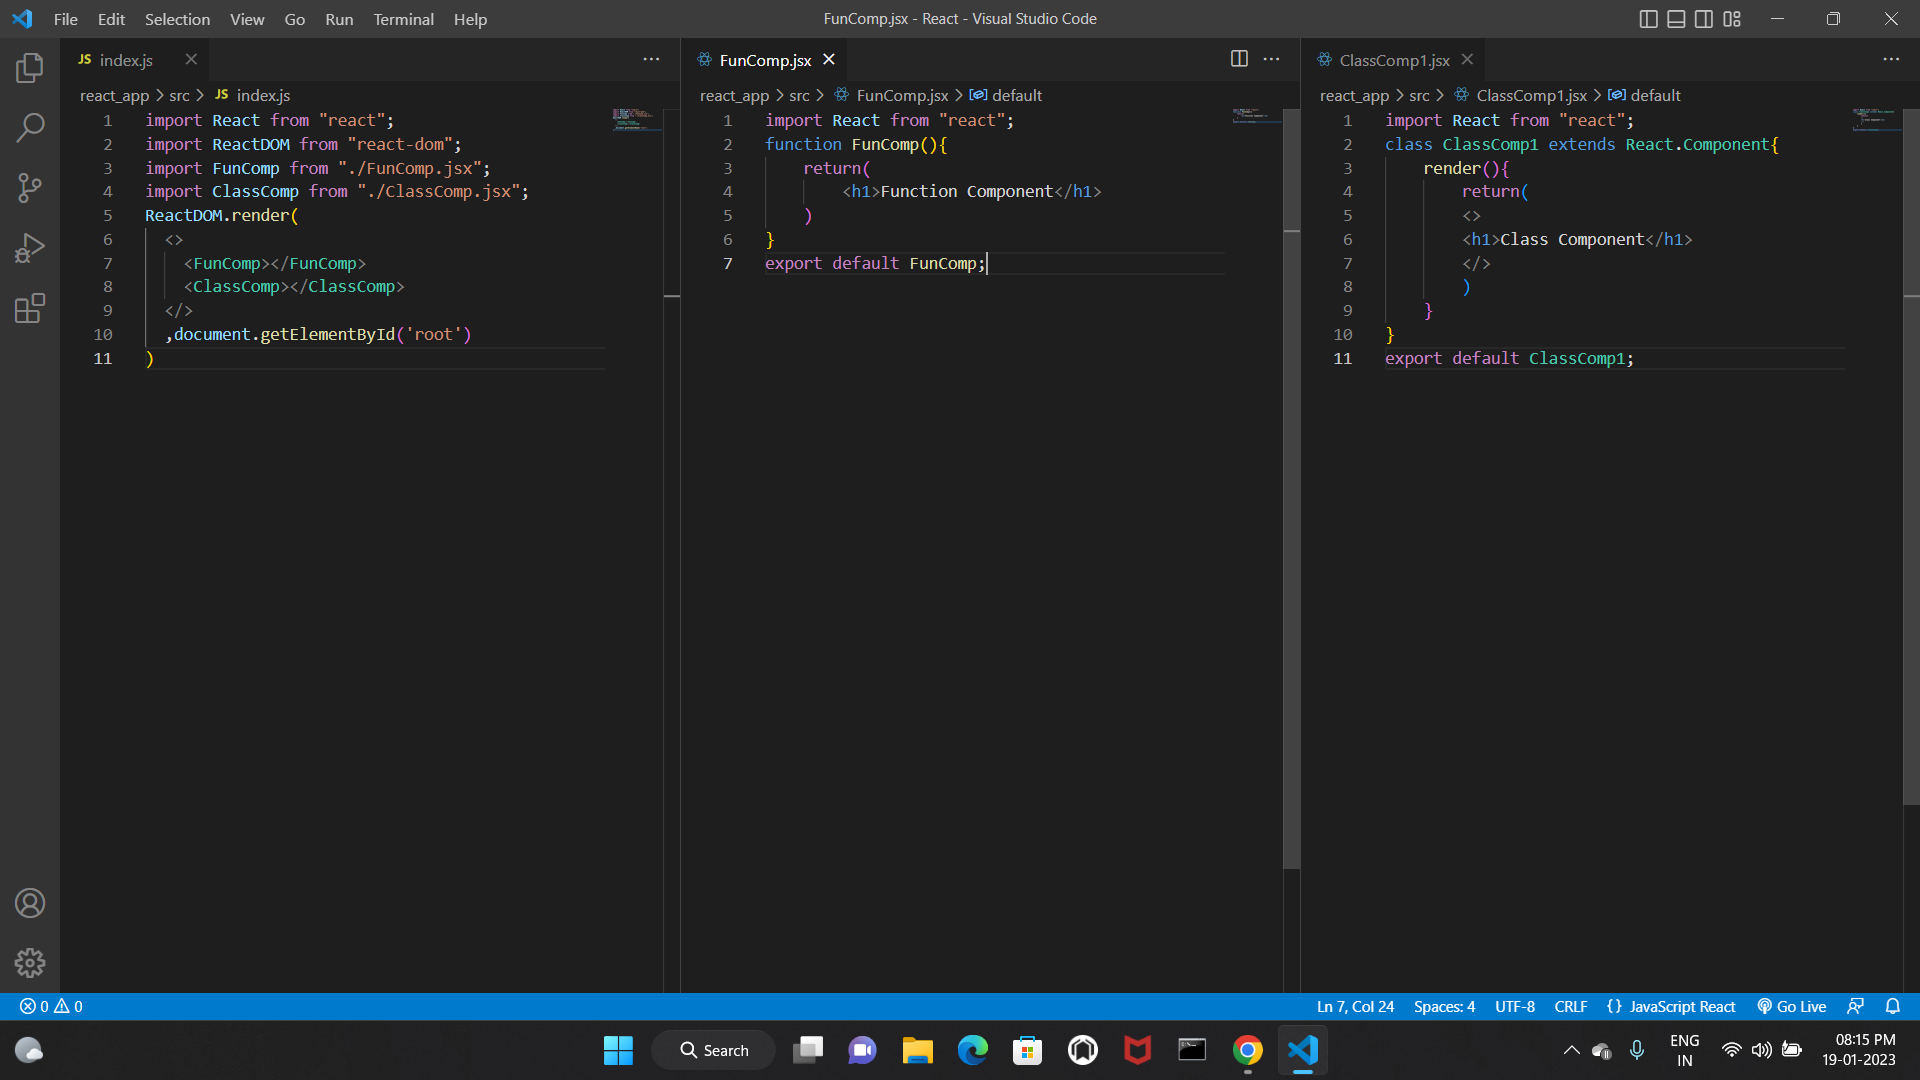 File Edit Selection View Go Run Terminal Help
FunComp.jsx - React - Visual Studio Code
JS index.js
react_app > src > JS index.js
1 import React from "react";
2 import ReactDOM from "react-dom";
3 import FunComp from "./FunComp.jsx";
4 import ClassComp from "./ClassComp.jsx";
5 ReactDOM.render(
6 <>
7 <FunComp></FunComp>
8 <ClassComp></ClassComp>
9 </>
10 ,document.getElementById('root')
11 )
FunComp.jsx
react_app > src > FunComp.jsx > default
1 import React from "react";
2 function FunComp(){
3 return(
4 <h1>Function Component</h1>
5 )
6 }
7 export default FunComp;
ClassComp1.jsx
react_app > src > ClassComp1.jsx > default
1 import React from "react";
2 class ClassComp1 extends React.Component{
3 render(){
4 return(
5 <>
6 <h1>Class Component</h1>
7 </>
8 )
9 }
10 }
11 export default ClassComp1;
0 0
Ln 7, Col 24 Spaces: 4 UTF-8 CRLF {} JavaScript React Go Live
Search
ENG
IN
08:15 PM
19-01-2023